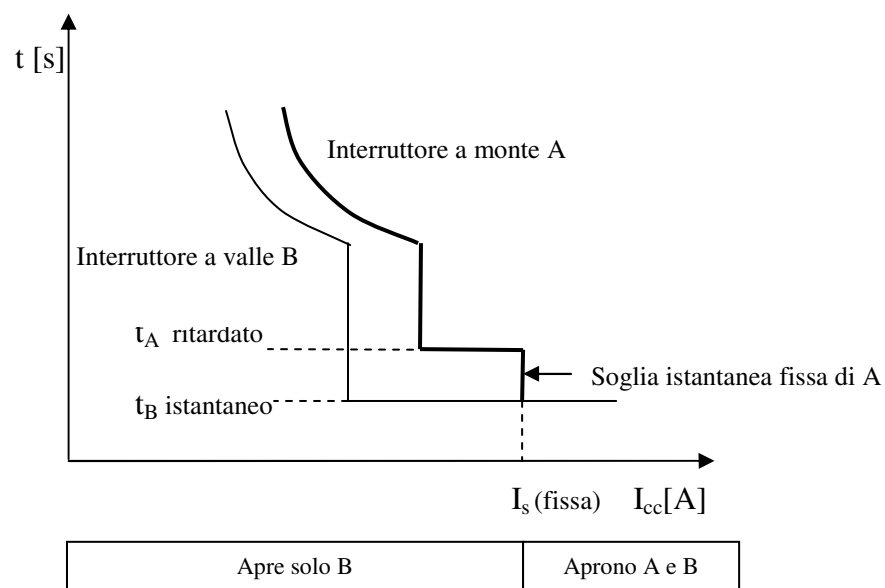 t [s]
Interruttore a monte A
Interruttore a valle B
tA ritardato
Soglia istantanea fissa di A
tB istantaneo
Is (fissa) Icc[A]
Apre solo B Aprono A e B